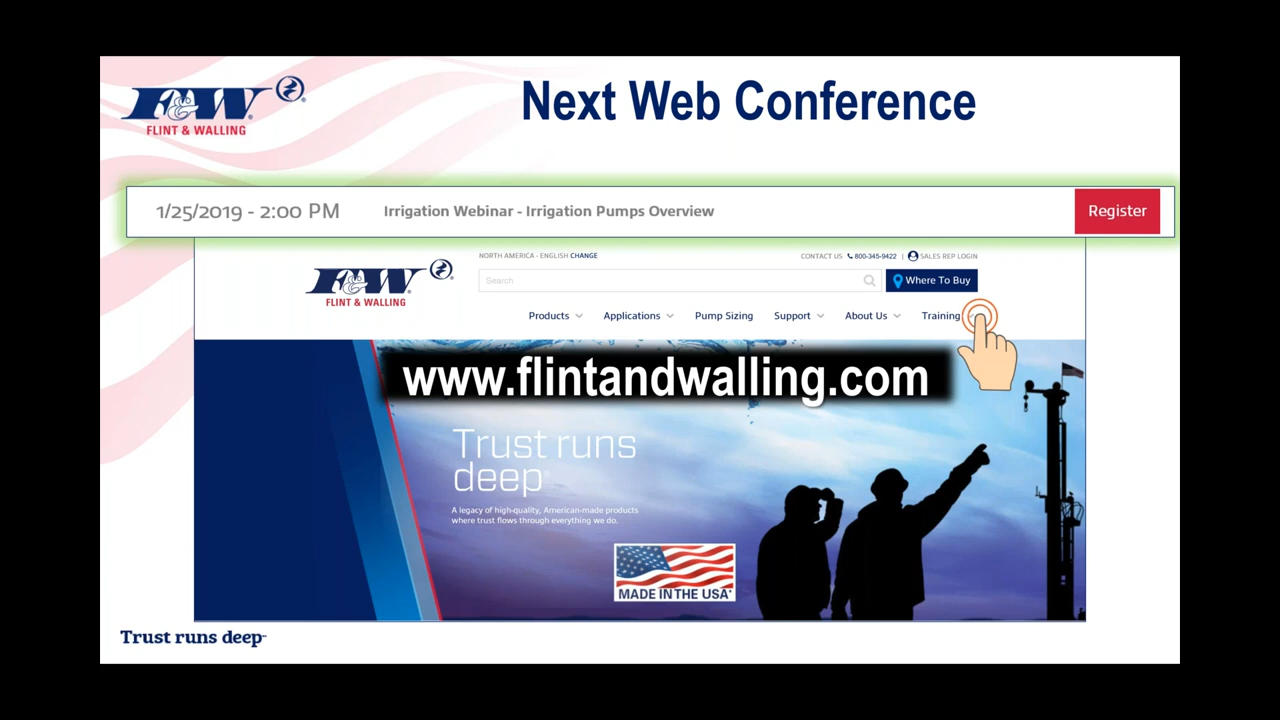 F&W
FLINT & WALLING
Next Web Conference
1/25/2019 - 2:00 PM
Irrigation Webinar - Irrigation Pumps Overview
Register
NORTH AMERICA - ENGLISH CHANGE
CONTACT US 800-345-9422 | SALES REP LOGIN
F&W
FLINT & WALLING
Search
Where To Buy
Products Applications Pump Sizing Support About Us Training
www.flintandwalling.com
Trust runs
deep
A legacy of high-quality, American-made products
where trust flows through everything we do.
MADE IN THE USA*
Trust runs deep™